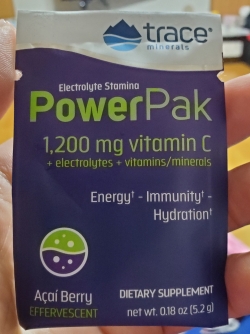 trace®
minerals
Electrolyte Stamina
PowerPak
1,200 mg vitamin C
+ electrolytes + vitamins/minerals
Energy† - Immunity† -
Hydration†
Açaí Berry
EFFERVESCENT
DIETARY SUPPLEMENT
net wt. 0.18 oz (5.2 g)